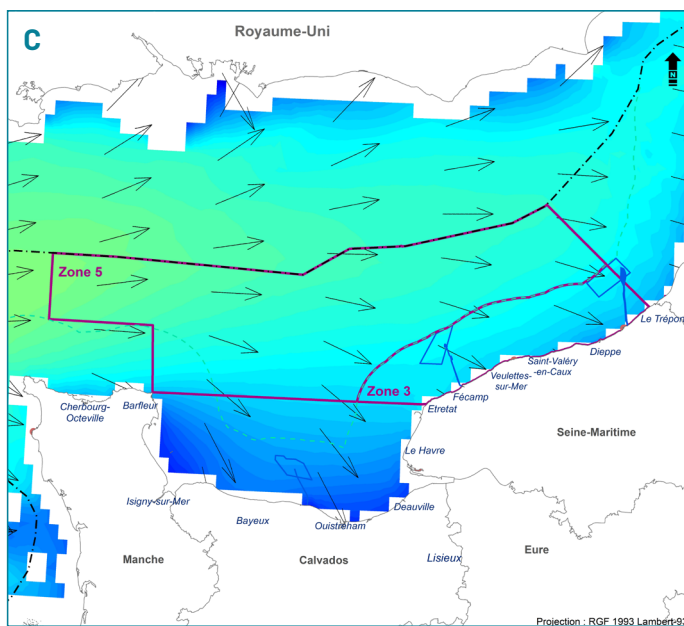 C
Royaume-Uni
N
Zone 5
Le Tréport
Dieppe
Saint-Valéry
-en-Caux
Veulettes-
sur-Mer
Zone 3
Fécamp
Etretat
Cherbourg-
Octeville
Barfleur
Seine-Maritime
Le Havre
Isigny-sur-Mer
Deauville
Bayeux
Ouistreham
Manche
Calvados
Lisieux
Eure
Projection : RGF 1993 Lambert-93